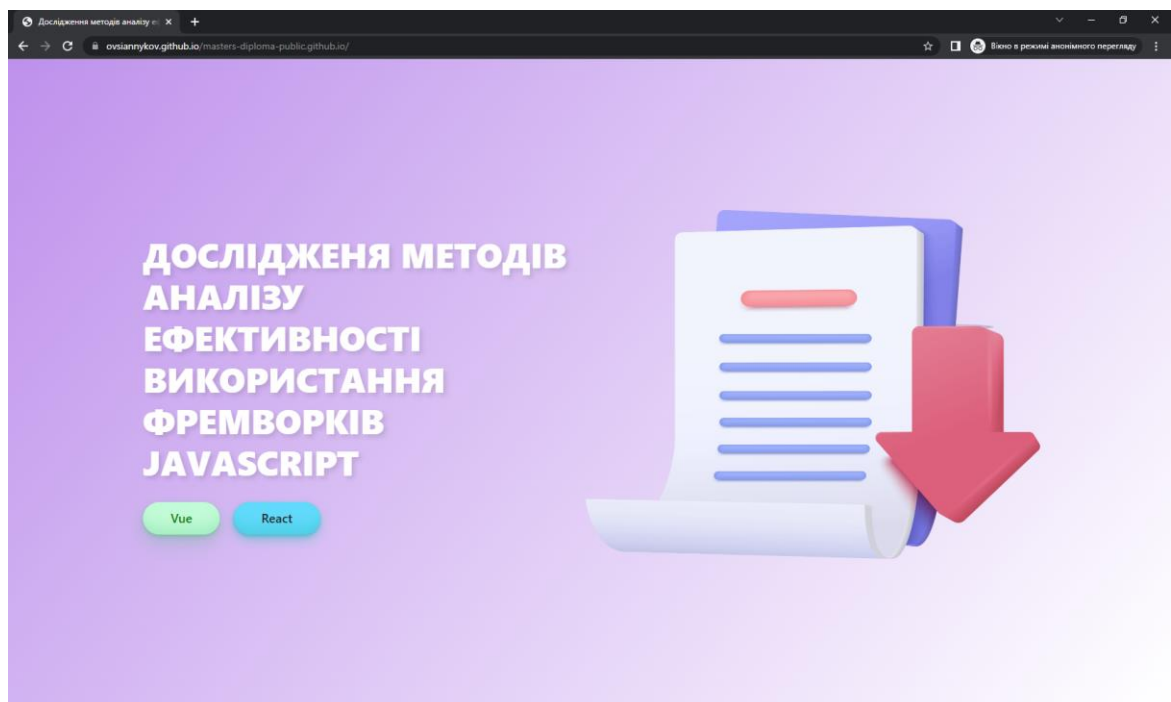 Дослідження методів аналізу еф
ovsiannykov.github.io/masters-diploma-public.github.io/
Вікно в режимі анонімного перегляду
ДОСЛІДЖЕНЯ МЕТОДІВ
АНАЛІЗУ
ЕФЕКТИВНОСТІ
ВИКОРИСТАННЯ
ФРЕМВОРКІВ
JAVASCRIPT
Vue
React